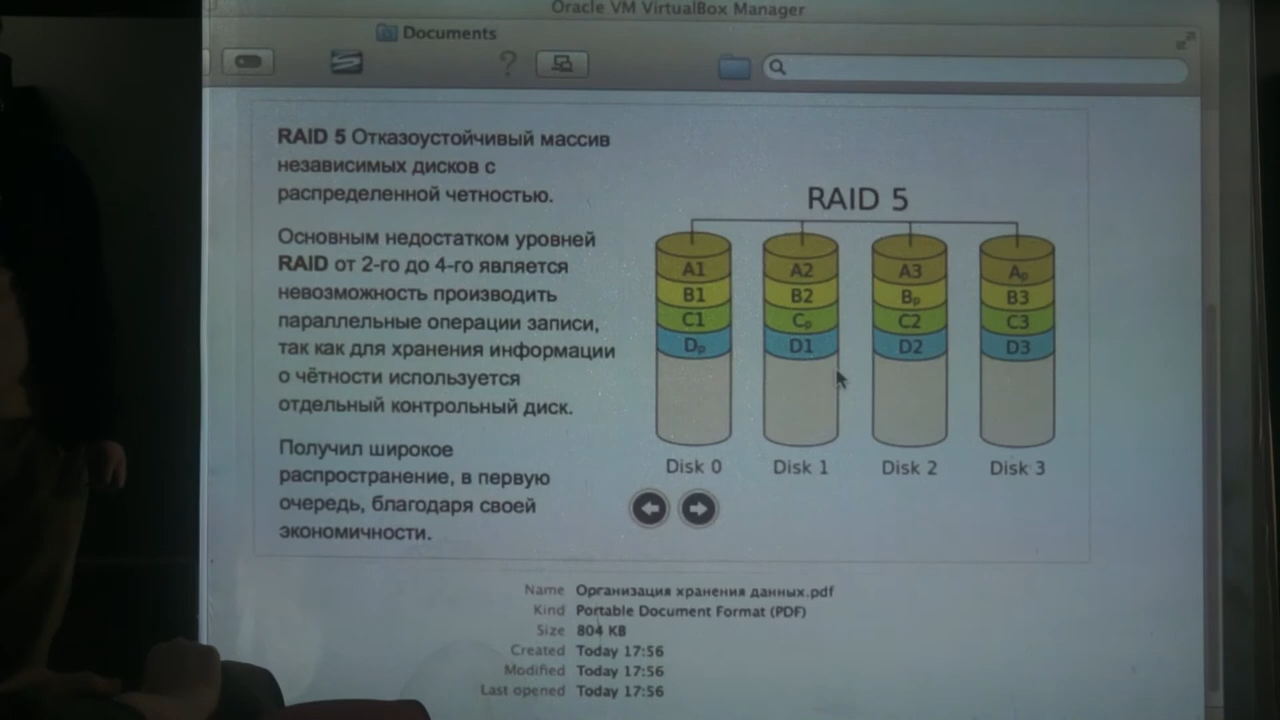 Oracle VM VirtualBox Manager
Documents
?
RAID 5 Отказоустойчивый массив
независимых дисков с
распределенной четностью.
Основным недостатком уровней
RAID от 2-го до 4-го является
невозможность производить
параллельные операции записи,
так как для хранения информации
о чётности используется
отдельный контрольный диск.
Получил широкое
распространение, в первую
очередь, благодаря своей
экономичности.
RAID 5
A1 A2 A3 Ap
B1 B2 Bp B3
C1 Cp C2 C3
Dp D1 D2 D3
Disk 0 Disk 1 Disk 2 Disk 3
Name Организация хранения данных.pdf
Kind Portable Document Format (PDF)
Size 804 KB
Created Today 17:56
Modified Today 17:56
Last opened Today 17:56